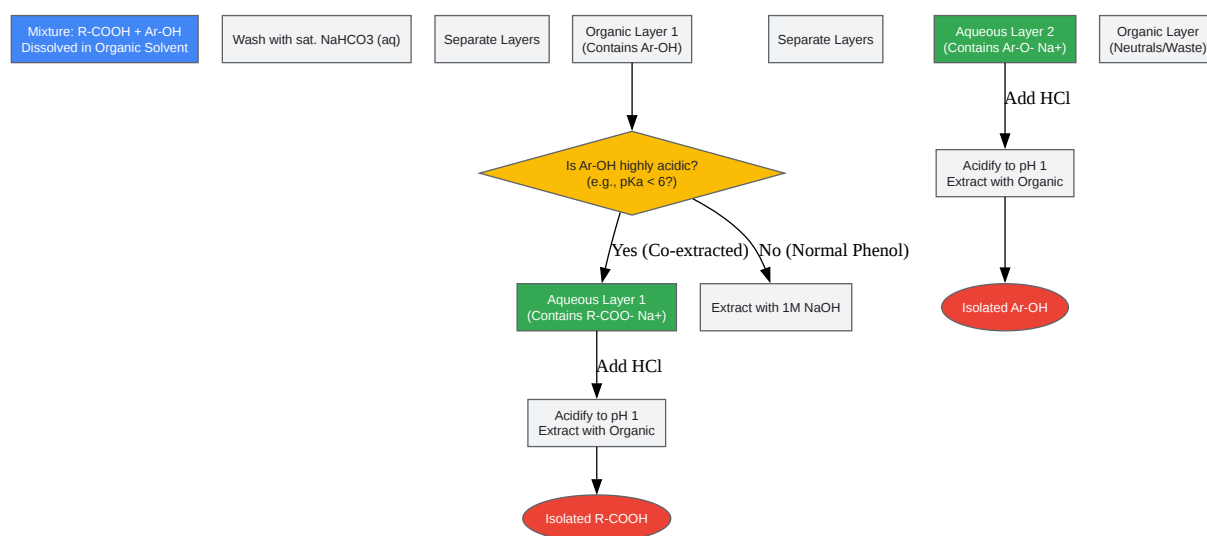 Mixture: R-COOH + Ar-OH
Dissolved in Organic Solvent
Wash with sat. NaHCO3 (aq)
Separate Layers
Organic Layer 1
(Contains Ar-OH)
Separate Layers
Aqueous Layer 2
(Contains Ar-O- Na+)
Organic Layer
(Neutrals/Waste)
Add HCl
Is Ar-OH highly acidic?
(e.g., pKa < 6?)
Acidify to pH 1
Extract with Organic
Yes (Co-extracted)
No (Normal Phenol)
Aqueous Layer 1
(Contains R-COO- Na+)
Extract with 1M NaOH
Isolated Ar-OH
Add HCl
Acidify to pH 1
Extract with Organic
Isolated R-COOH